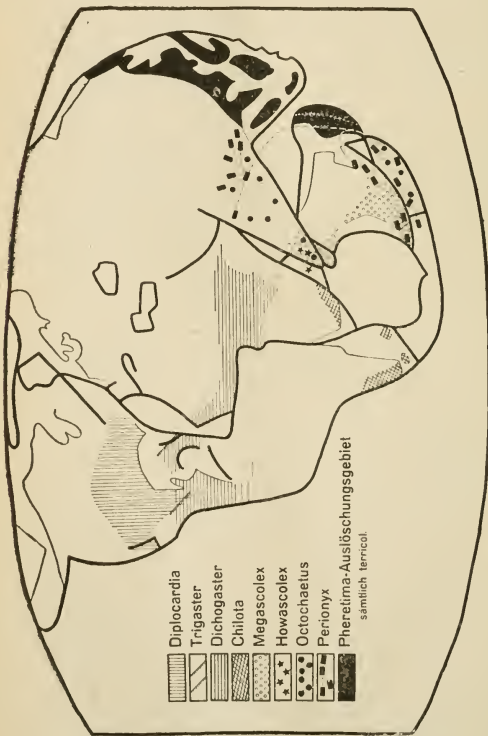 Diplocardia
Trigaster
Dichogaster
Chilota
Megascolex
Howascolex
Octochaetus
Perionyx
Pheretima-Auslöschungsgebiet
sämtlich terricol.